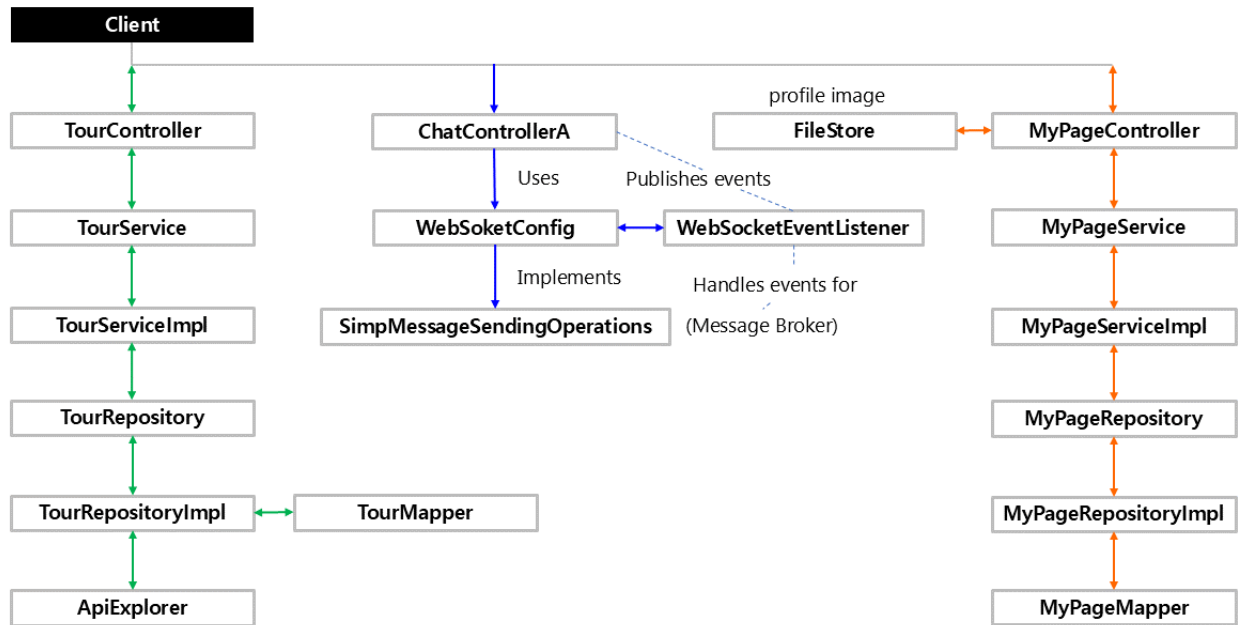 Client
profile image
TourController
ChatControllerA
FileStore
MyPageController
Uses
Publishes events
TourService
WebSoketConfig
WebSocketEventListener
MyPageService
Implements
Handles events for
TourServiceImpl
SimpMessageSendingOperations
(Message Broker)
MyPageServiceImpl
TourRepository
MyPageRepository
TourRepositoryImpl
TourMapper
MyPageRepositoryImpl
ApiExplorer
MyPageMapper